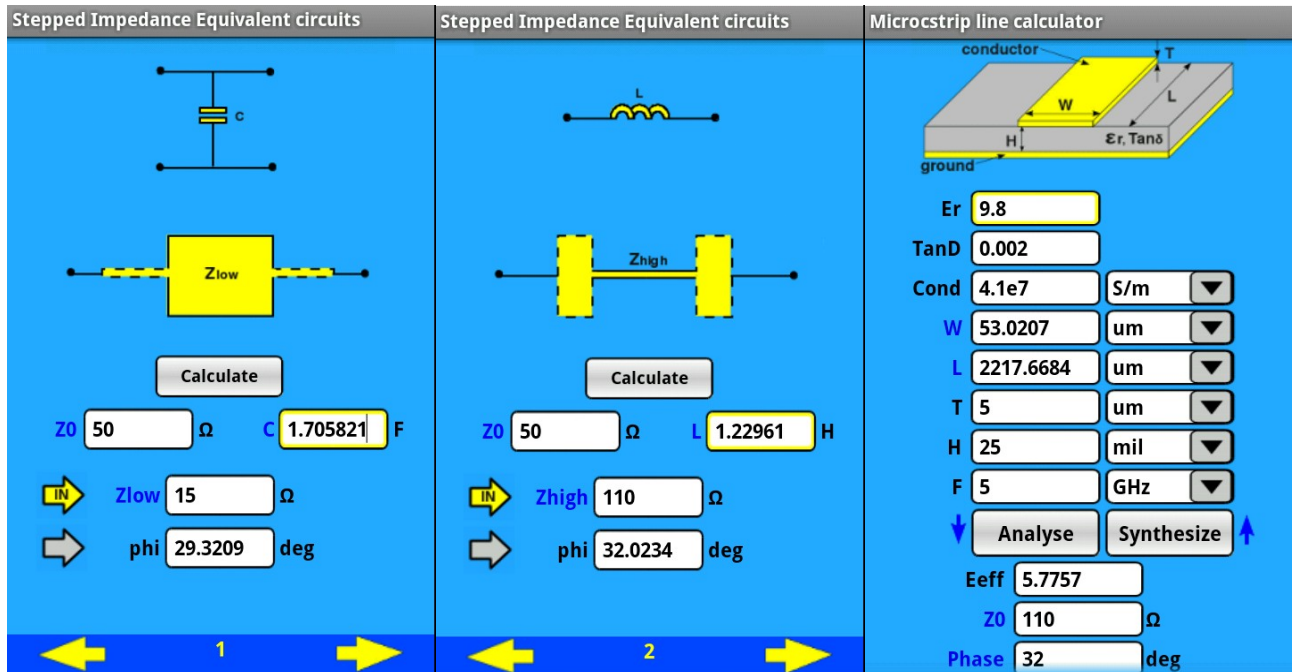 Stepped Impedance Equivalent circuits
C
Zlow
Calculate
Z0 50 Ω C 1.705821 F
IN Zlow 15 Ω
phi 29.3209 deg
1
Stepped Impedance Equivalent circuits
L
Zhigh
Calculate
Z0 50 Ω L 1.22961 H
IN Zhigh 110 Ω
phi 32.0234 deg
2
Microcstrip line calculator
conductor
T
W
L
H
εr, Tanδ
ground
Er 9.8
TanD 0.002
Cond 4.1e7 S/m
W 53.0207 um
L 2217.6684 um
T 5 um
H 25 mil
F 5 GHz
Analyse Synthesize
Eeff 5.7757
Z0 110 Ω
Phase 32 deg